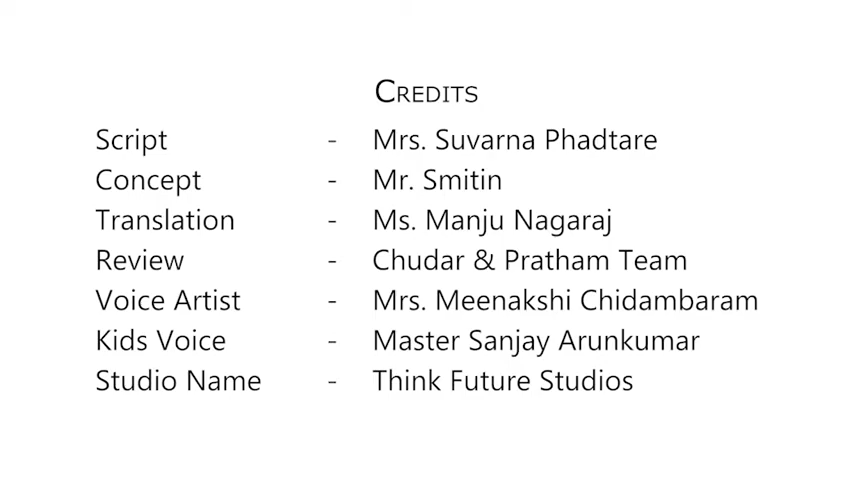 Credits
Script - Mrs. Suvarna Phadtare
Concept - Mr. Smitin
Translation - Ms. Manju Nagaraj
Review - Chudar & Pratham Team
Voice Artist - Mrs. Meenakshi Chidambaram
Kids Voice - Master Sanjay Arunkumar
Studio Name - Think Future Studios